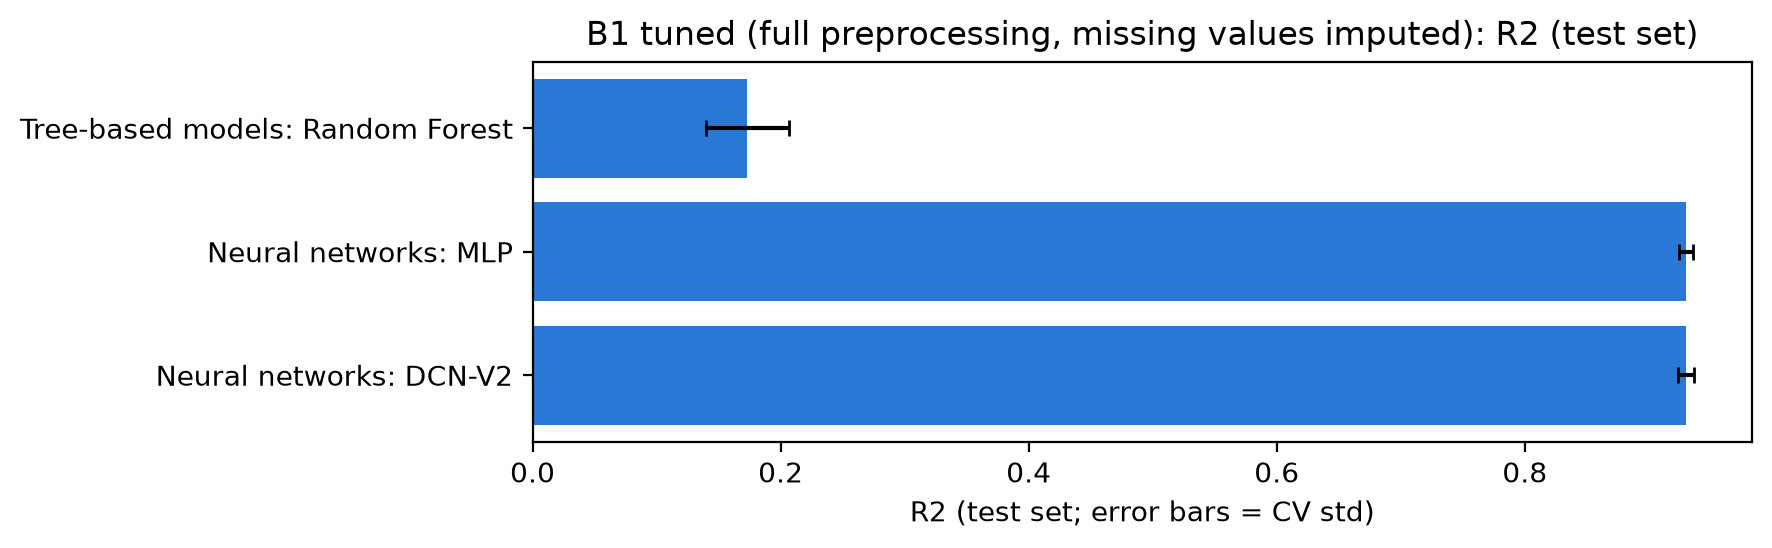 B1 tuned (full preprocessing, missing values imputed): R2 (test set)
Tree-based models: Random Forest
Neural networks: MLP
Neural networks: DCN-V2
0.0 0.2 0.4 0.6 0.8
R2 (test set; error bars = CV std)